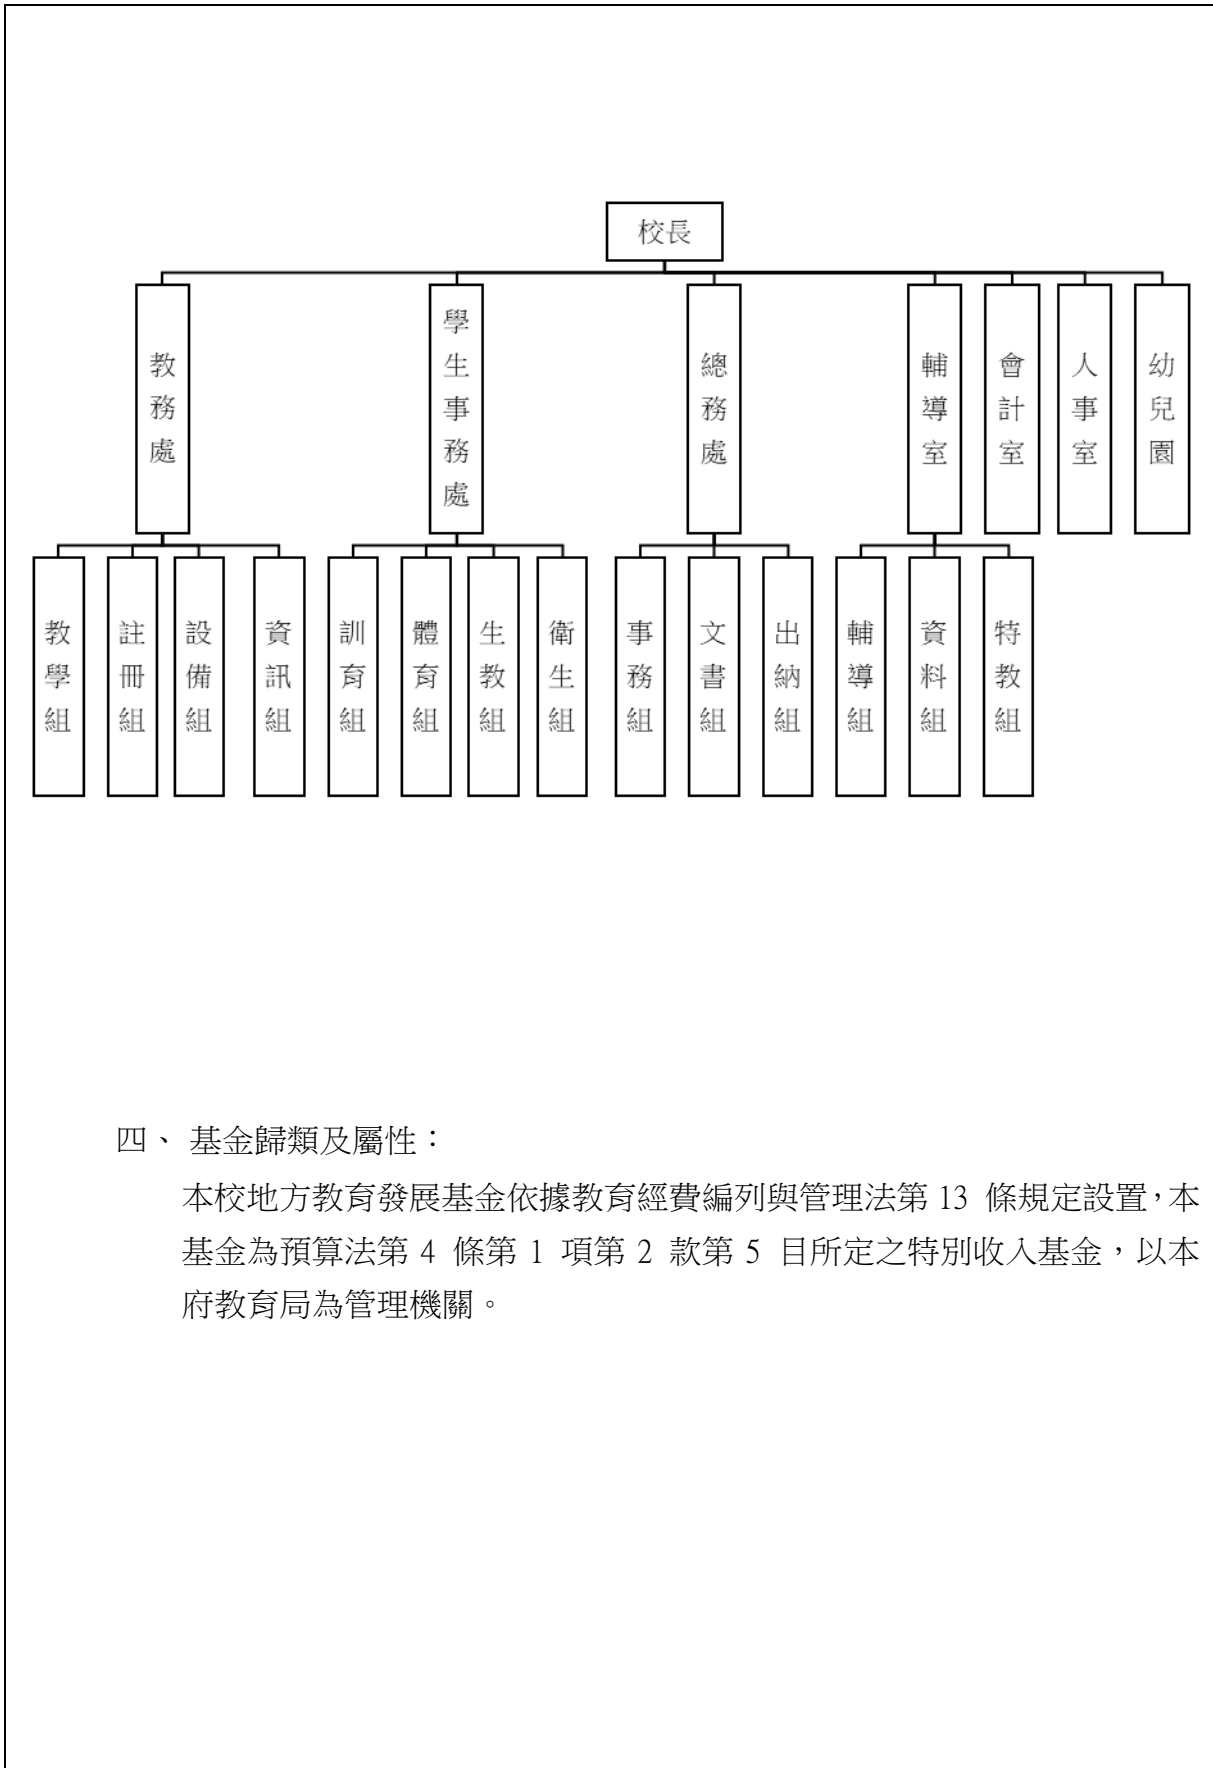 校長
教務處
學生事務處
總務處
輔導室
會計室
人事室
幼兒園
教學組
註冊組
設備組
資訊組
訓育組
體育組
生教組
衛生組
事務組
文書組
出納組
輔導組
資料組
特教組
四、 基金歸類及屬性：
本校地方教育發展基金依據教育經費編列與管理法第 13 條規定設置，本
基金為預算法第 4 條第 1 項第 2 款第 5 目所定之特別收入基金，以本
府教育局為管理機關。